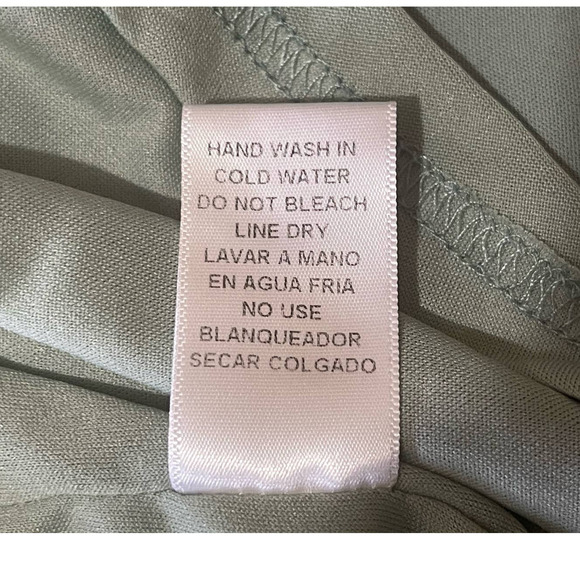 HAND WASH IN
COLD WATER
DO NOT BLEACH
LINE DRY
LAVAR A MANO
EN AGUA FRIA
NO USE
BLANQUEADOR
SECAR COLGADO